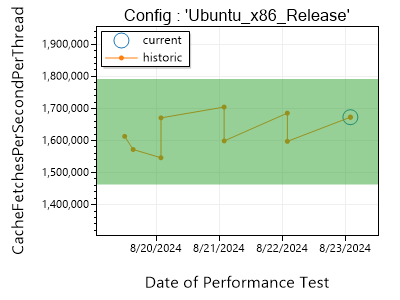 Config : 'Ubuntu_x86_Release'
CacheFetchesPerSecondPerThread
1,900,000
1,800,000
1,700,000
1,600,000
1,500,000
1,400,000
current
historic
8/20/2024
8/21/2024
8/22/2024
8/23/2024
Date of Performance Test